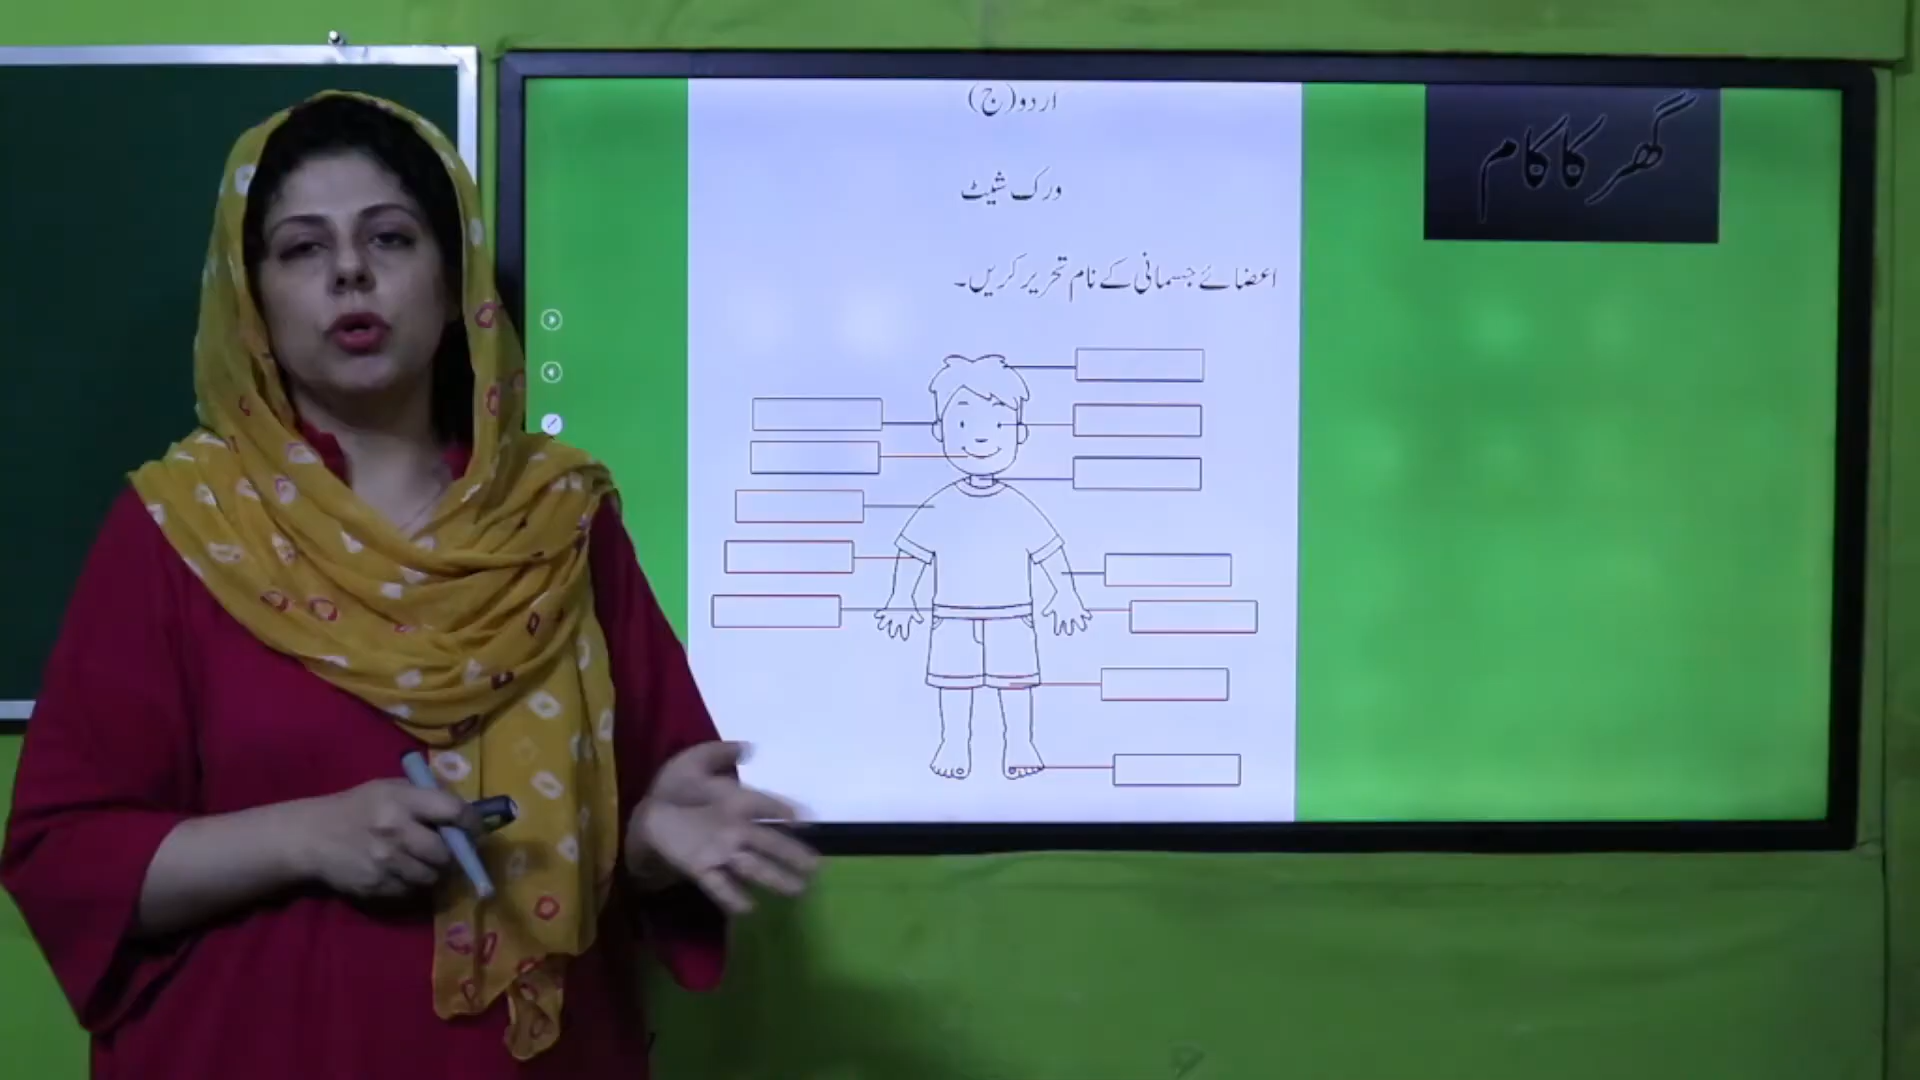 اردو(ج)
گھر کا کام
ورک شیٹ
اعضائے جسمانی کے نام تحریر کریں۔